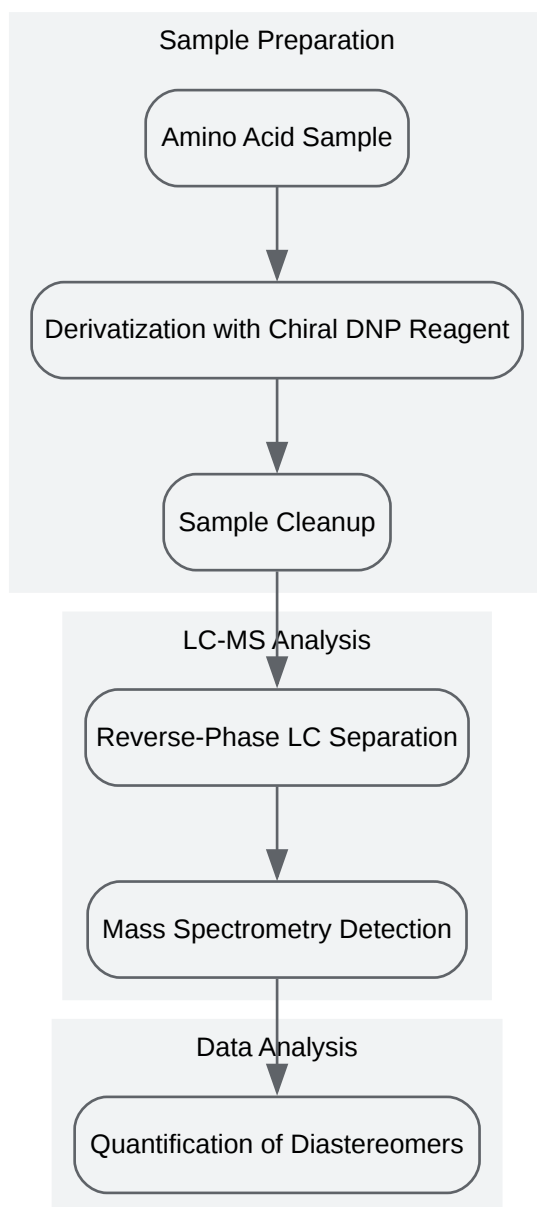 Sample Preparation
Amino Acid Sample
Derivatization with Chiral DNP Reagent
Sample Cleanup
LC-MS Analysis
Reverse-Phase LC Separation
Mass Spectrometry Detection
Data Analysis
Quantification of Diastereomers